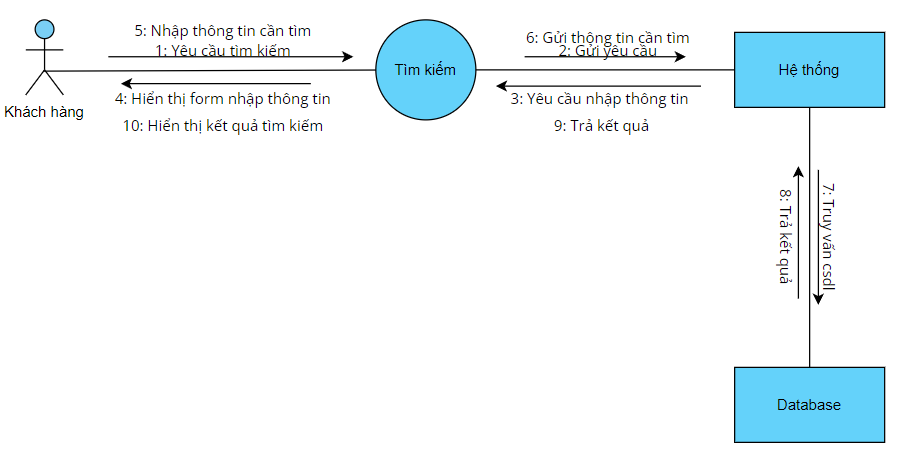 5: Nhập thông tin cần tìm
1: Yêu cầu tìm kiếm
Khách hàng
4: Hiển thị form nhập thông tin
10: Hiển thị kết quả tìm kiếm
Tìm kiếm
6: Gửi thông tin cần tìm
2: Gửi yêu cầu
3: Yêu cầu nhập thông tin
9: Trả kết quả
Hệ thống
8: Trả kết quả
7: Truy vấn csdl
Database